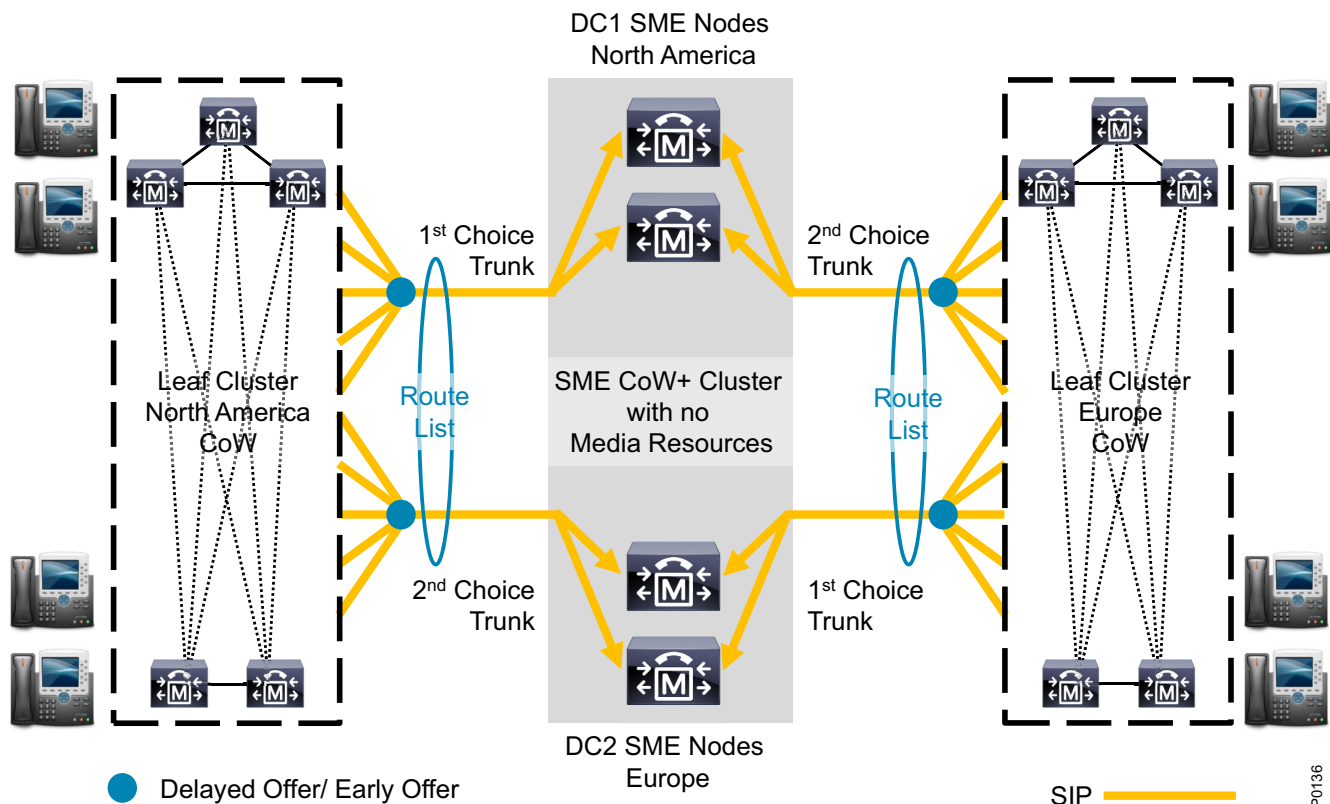 DC1 SME Nodes
North America
1st Choice
Trunk
2nd Choice
Trunk
Leaf Cluster
North America
CoW
Route
List
SME CoW+ Cluster
with no
Media Resources
Route
List
Leaf Cluster
Europe
CoW
2nd Choice
Trunk
1st Choice
Trunk
DC2 SME Nodes
Europe
Delayed Offer/ Early Offer
SIP
P0136
M
M
M
M
M
M
M
M
M
M
M
M
M
M